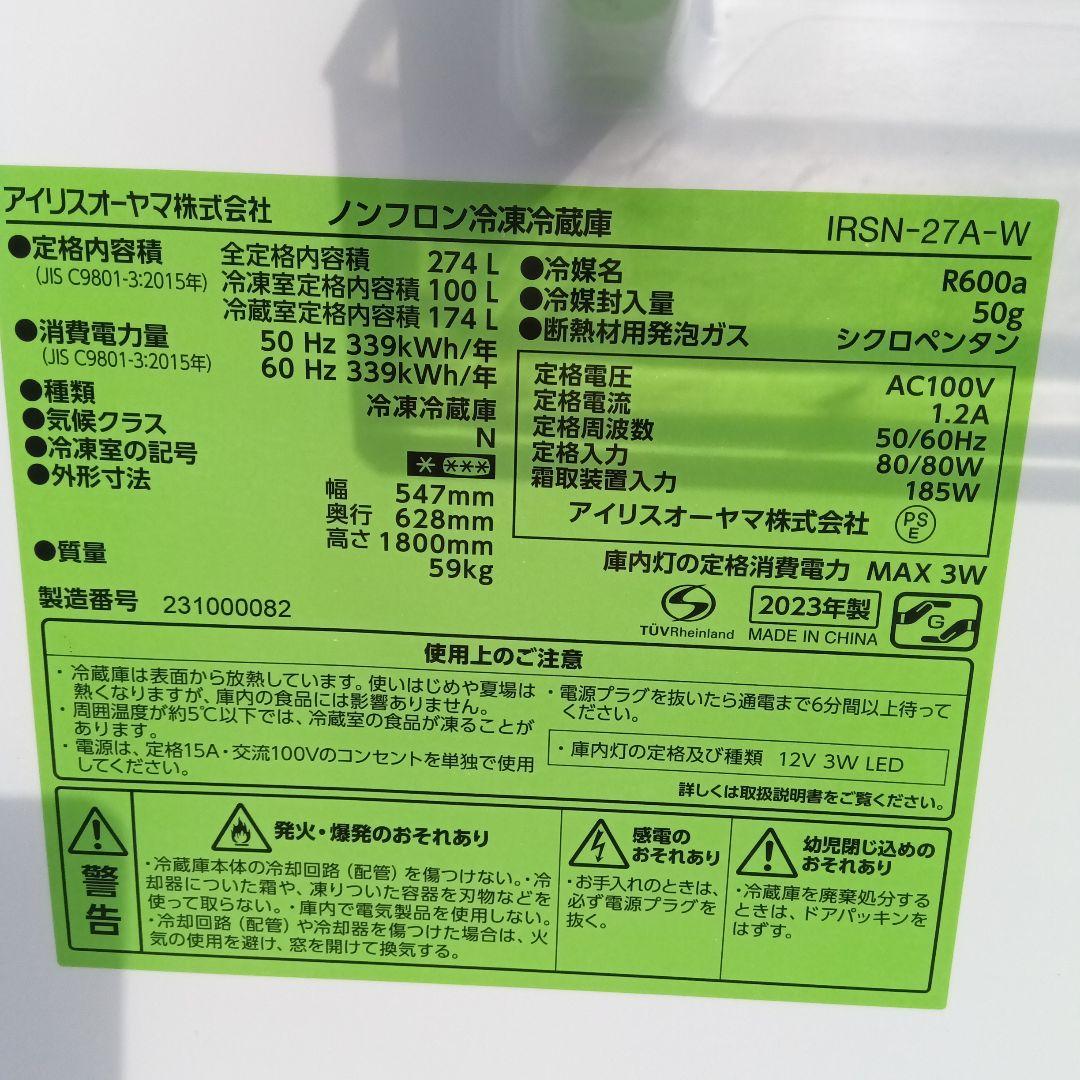 アイリスオーヤマ株式会社 ノンフロン冷凍冷蔵庫 IRSN-27A-W
●定格内容積 全定格内容積 274 L
(JIS C9801-3:2015年) 冷凍室定格内容積 100 L
冷蔵室定格内容積 174 L
●消費電力量 50 Hz 339kWh/年
(JIS C9801-3:2015年) 60 Hz 339kWh/年
●種類 冷凍冷蔵庫
●気候クラス N
●冷凍室の記号
●外形寸法 幅 547mm
奥行 628mm
高さ 1800mm
●質量 59kg
製造番号 231000082
●冷媒名 R600a
●冷媒封入量 50g
●断熱材用発泡ガス シクロペンタン
定格電圧 AC100V
定格電流 1.2A
定格周波数 50/60Hz
定格入力 80/80W
霜取装置入力 185W
アイリスオーヤマ株式会社 PSE
庫内灯の定格消費電力 MAX 3W
TÜVRheinland
2023年製
MADE IN CHINA
G
使用上のご注意
・冷蔵庫は表面から放熱しています。使いはじめや夏場は
熱くなりますが、庫内の食品には影響ありません。
・周囲温度が約5℃以下では、冷蔵室の食品が凍ることが
あります。
・電源は、定格15A・交流100Vのコンセントを単独で使用
してください。
・電源プラグを抜いたら通電まで6分間以上待って
ください。
・庫内灯の定格及び種類 12V 3W LED
詳しくは取扱説明書をご覧ください。
警告
発火・爆発のおそれあり
・冷蔵庫本体の冷却回路（配管）を傷つけない。・冷
却器についた霜や、凍りついた容器を刃物などを
使って取らない。・庫内で電気製品を使用しない。
・冷却回路（配管）や冷却器を傷つけた場合は、火
気の使用を避け、窓を開けて換気する。
感電の
おそれあり
・お手入れのときは、
必ず電源プラグを
抜く。
幼児閉じ込めの
おそれあり
・冷蔵庫を廃棄処分する
ときは、ドアパッキンを
はずす。